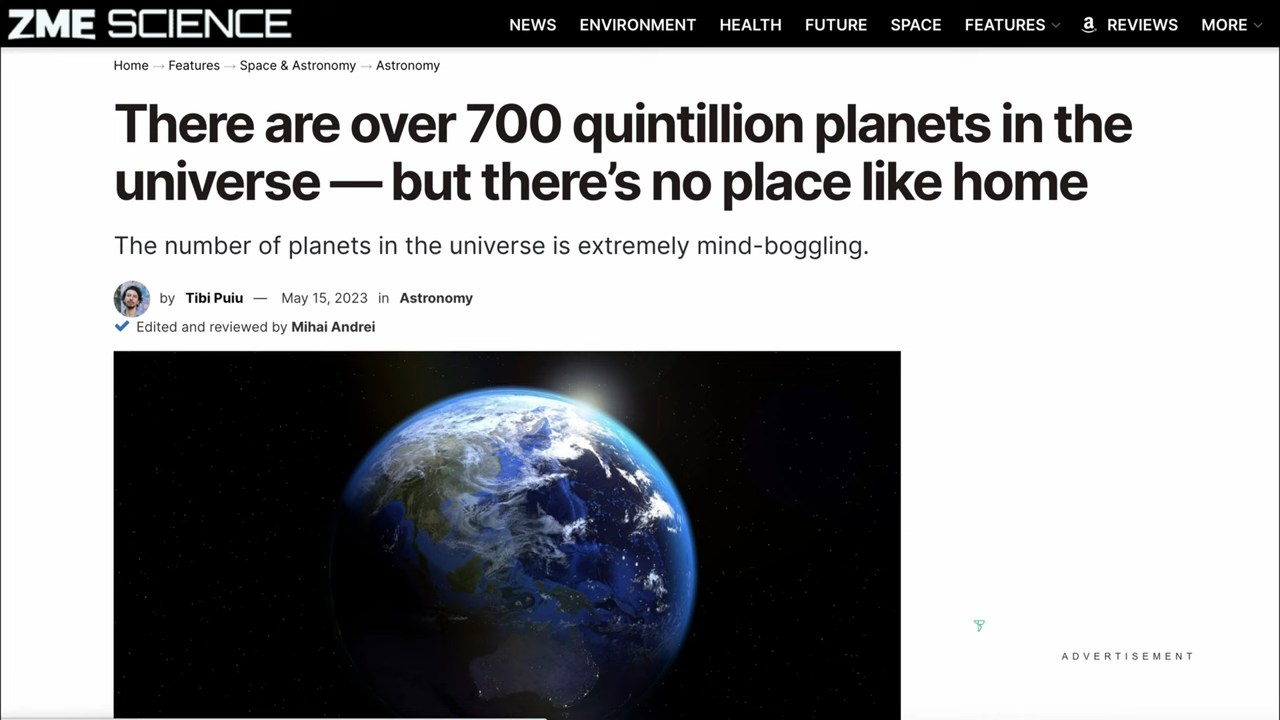 ZME SCIENCE NEWS ENVIRONMENT HEALTH FUTURE SPACE FEATURES REVIEWS MORE
Home → Features → Space & Astronomy → Astronomy
There are over 700 quintillion planets in the
universe — but there’s no place like home
The number of planets in the universe is extremely mind-boggling.
by Tibi Puiu — May 15, 2023 in Astronomy
Edited and reviewed by Mihai Andrei
ADVERTISEMENT